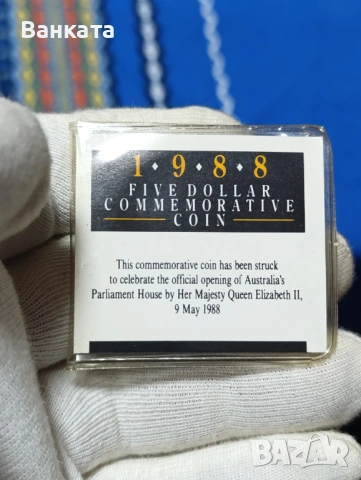 Ванката
1 • 9 • 8 • 8
FIVE DOLLAR
COMMEMORATIVE
COIN
This commemorative coin has been struck
to celebrate the official opening of Australia's
Parliament House by Her Majesty Queen Elizabeth II,
9 May 1988
BAZAR